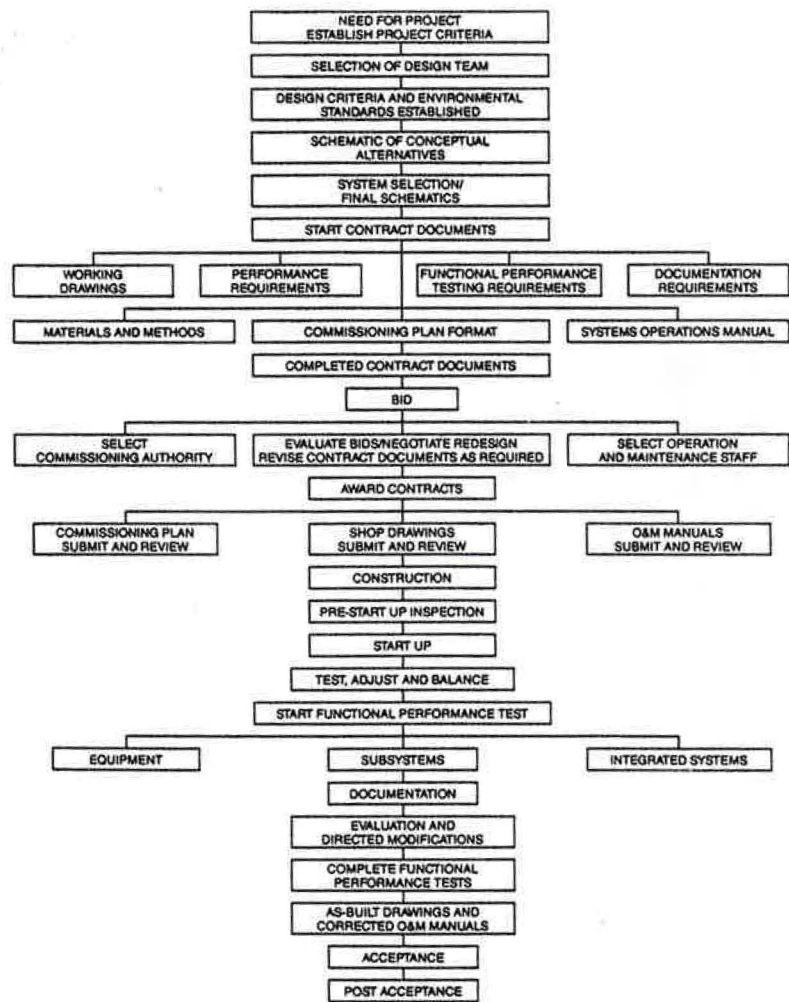 NEED FOR PROJECT
ESTABLISH PROJECT CRITERIA
SELECTION OF DESIGN TEAM
DESIGN CRITERIA AND ENVIRONMENTAL
STANDARDS ESTABLISHED
SCHEMATIC OF CONCEPTUAL
ALTERNATIVES
SYSTEM SELECTION/
FINAL SCHEMATICS
START CONTRACT DOCUMENTS
WORKING
DRAWINGS
PERFORMANCE
REQUIREMENTS
FUNCTIONAL PERFORMANCE
TESTING REQUIREMENTS
DOCUMENTATION
REQUIREMENTS
MATERIALS AND METHODS
COMMISSIONING PLAN FORMAT
SYSTEMS OPERATIONS MANUAL
COMPLETED CONTRACT DOCUMENTS
BID
SELECT
COMMISSIONING AUTHORITY
EVALUATE BIDS/NEGOTIATE REDESIGN
REVISE CONTRACT DOCUMENTS AS REQUIRED
SELECT OPERATION
AND MAINTENANCE STAFF
AWARD CONTRACTS
COMMISSIONING PLAN
SUBMIT AND REVIEW
SHOP DRAWINGS
SUBMIT AND REVIEW
O&M MANUALS
SUBMIT AND REVIEW
CONSTRUCTION
PRE-START UP INSPECTION
START UP
TEST, ADJUST AND BALANCE
START FUNCTIONAL PERFORMANCE TEST
EQUIPMENT
SUBSYSTEMS
INTEGRATED SYSTEMS
DOCUMENTATION
EVALUATION AND
DIRECTED MODIFICATIONS
COMPLETE FUNCTIONAL
PERFORMANCE TESTS
AS-BUILT DRAWINGS AND
CORRECTED O&M MANUALS
ACCEPTANCE
POST ACCEPTANCE